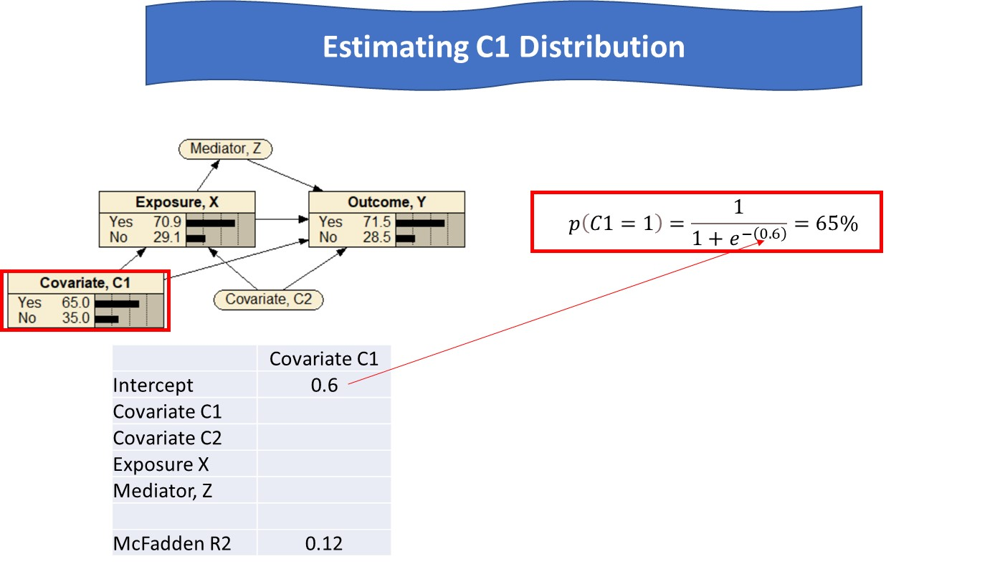 Estimating C1 Distribution
Mediator, Z
Exposure, X
Yes 70.9
No 29.1
Outcome, Y
Yes 71.5
No 28.5
p(C1 = 1) = 1 / (1 + e^−(0.6)) = 65%
Covariate, C1
Yes 65.0
No 35.0
Covariate, C2
Covariate C1
Intercept 0.6
Covariate C1
Covariate C2
Exposure X
Mediator, Z
McFadden R2 0.12